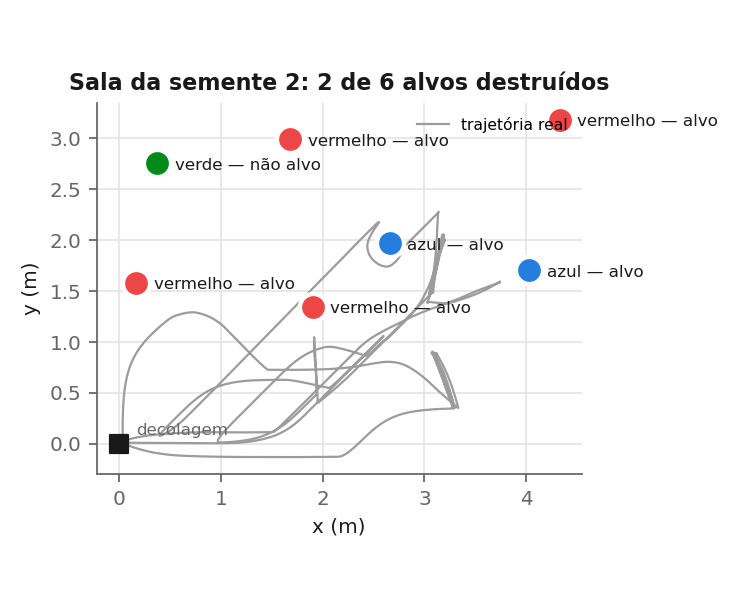 Sala da semente 2: 2 de 6 alvos destruídos
trajetória real
vermelho — alvo
vermelho — alvo
verde — não alvo
azul — alvo
azul — alvo
vermelho — alvo
vermelho — alvo
decolagem
3.0
2.5
2.0
1.5
1.0
0.5
0.0
y (m)
0 1 2 3 4
x (m)